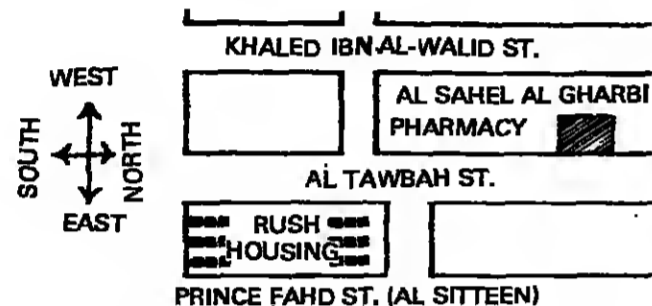 KHALED IBN.AL-WALID ST.
WEST
SOUTH
NORTH
EAST
AL SAHEL AL GHARBI
PHARMACY
AL TAWBAH ST.
RUSH
HOUSING
PRINCE FAHD ST. (AL SITTEEN)